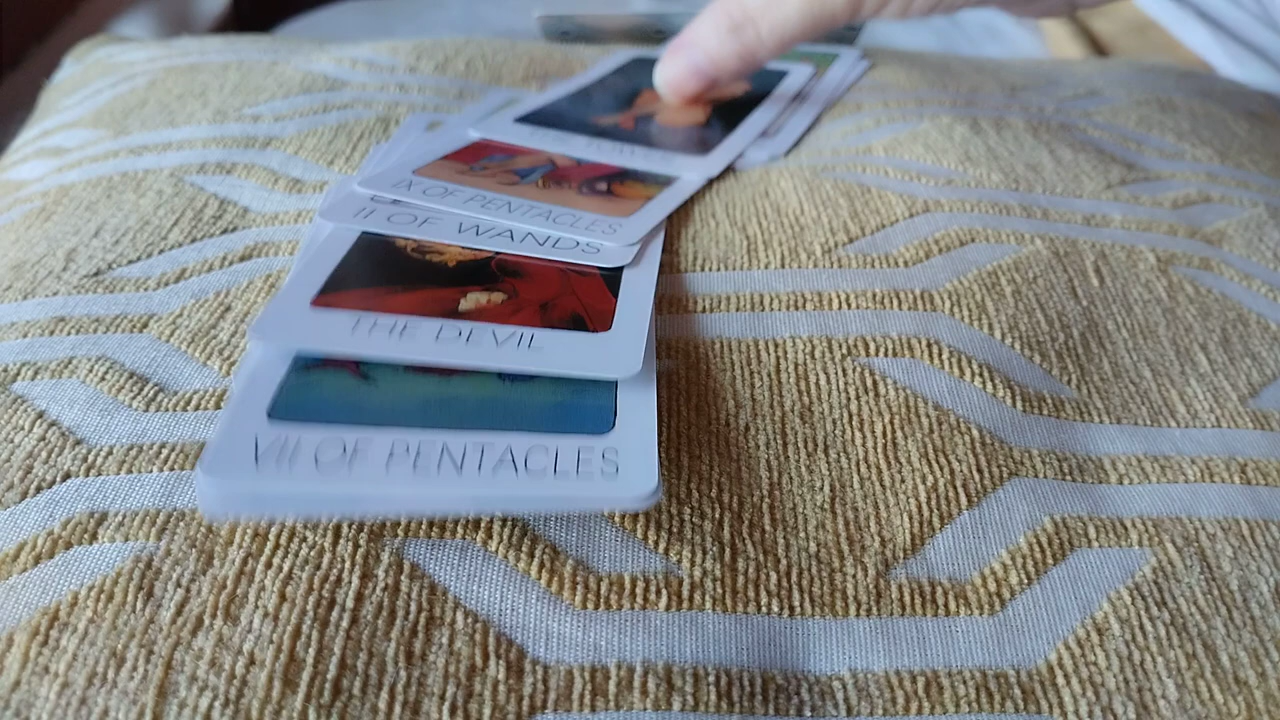 IX OF PENTACLES
II OF WANDS
THE DEVIL
VII OF PENTACLES